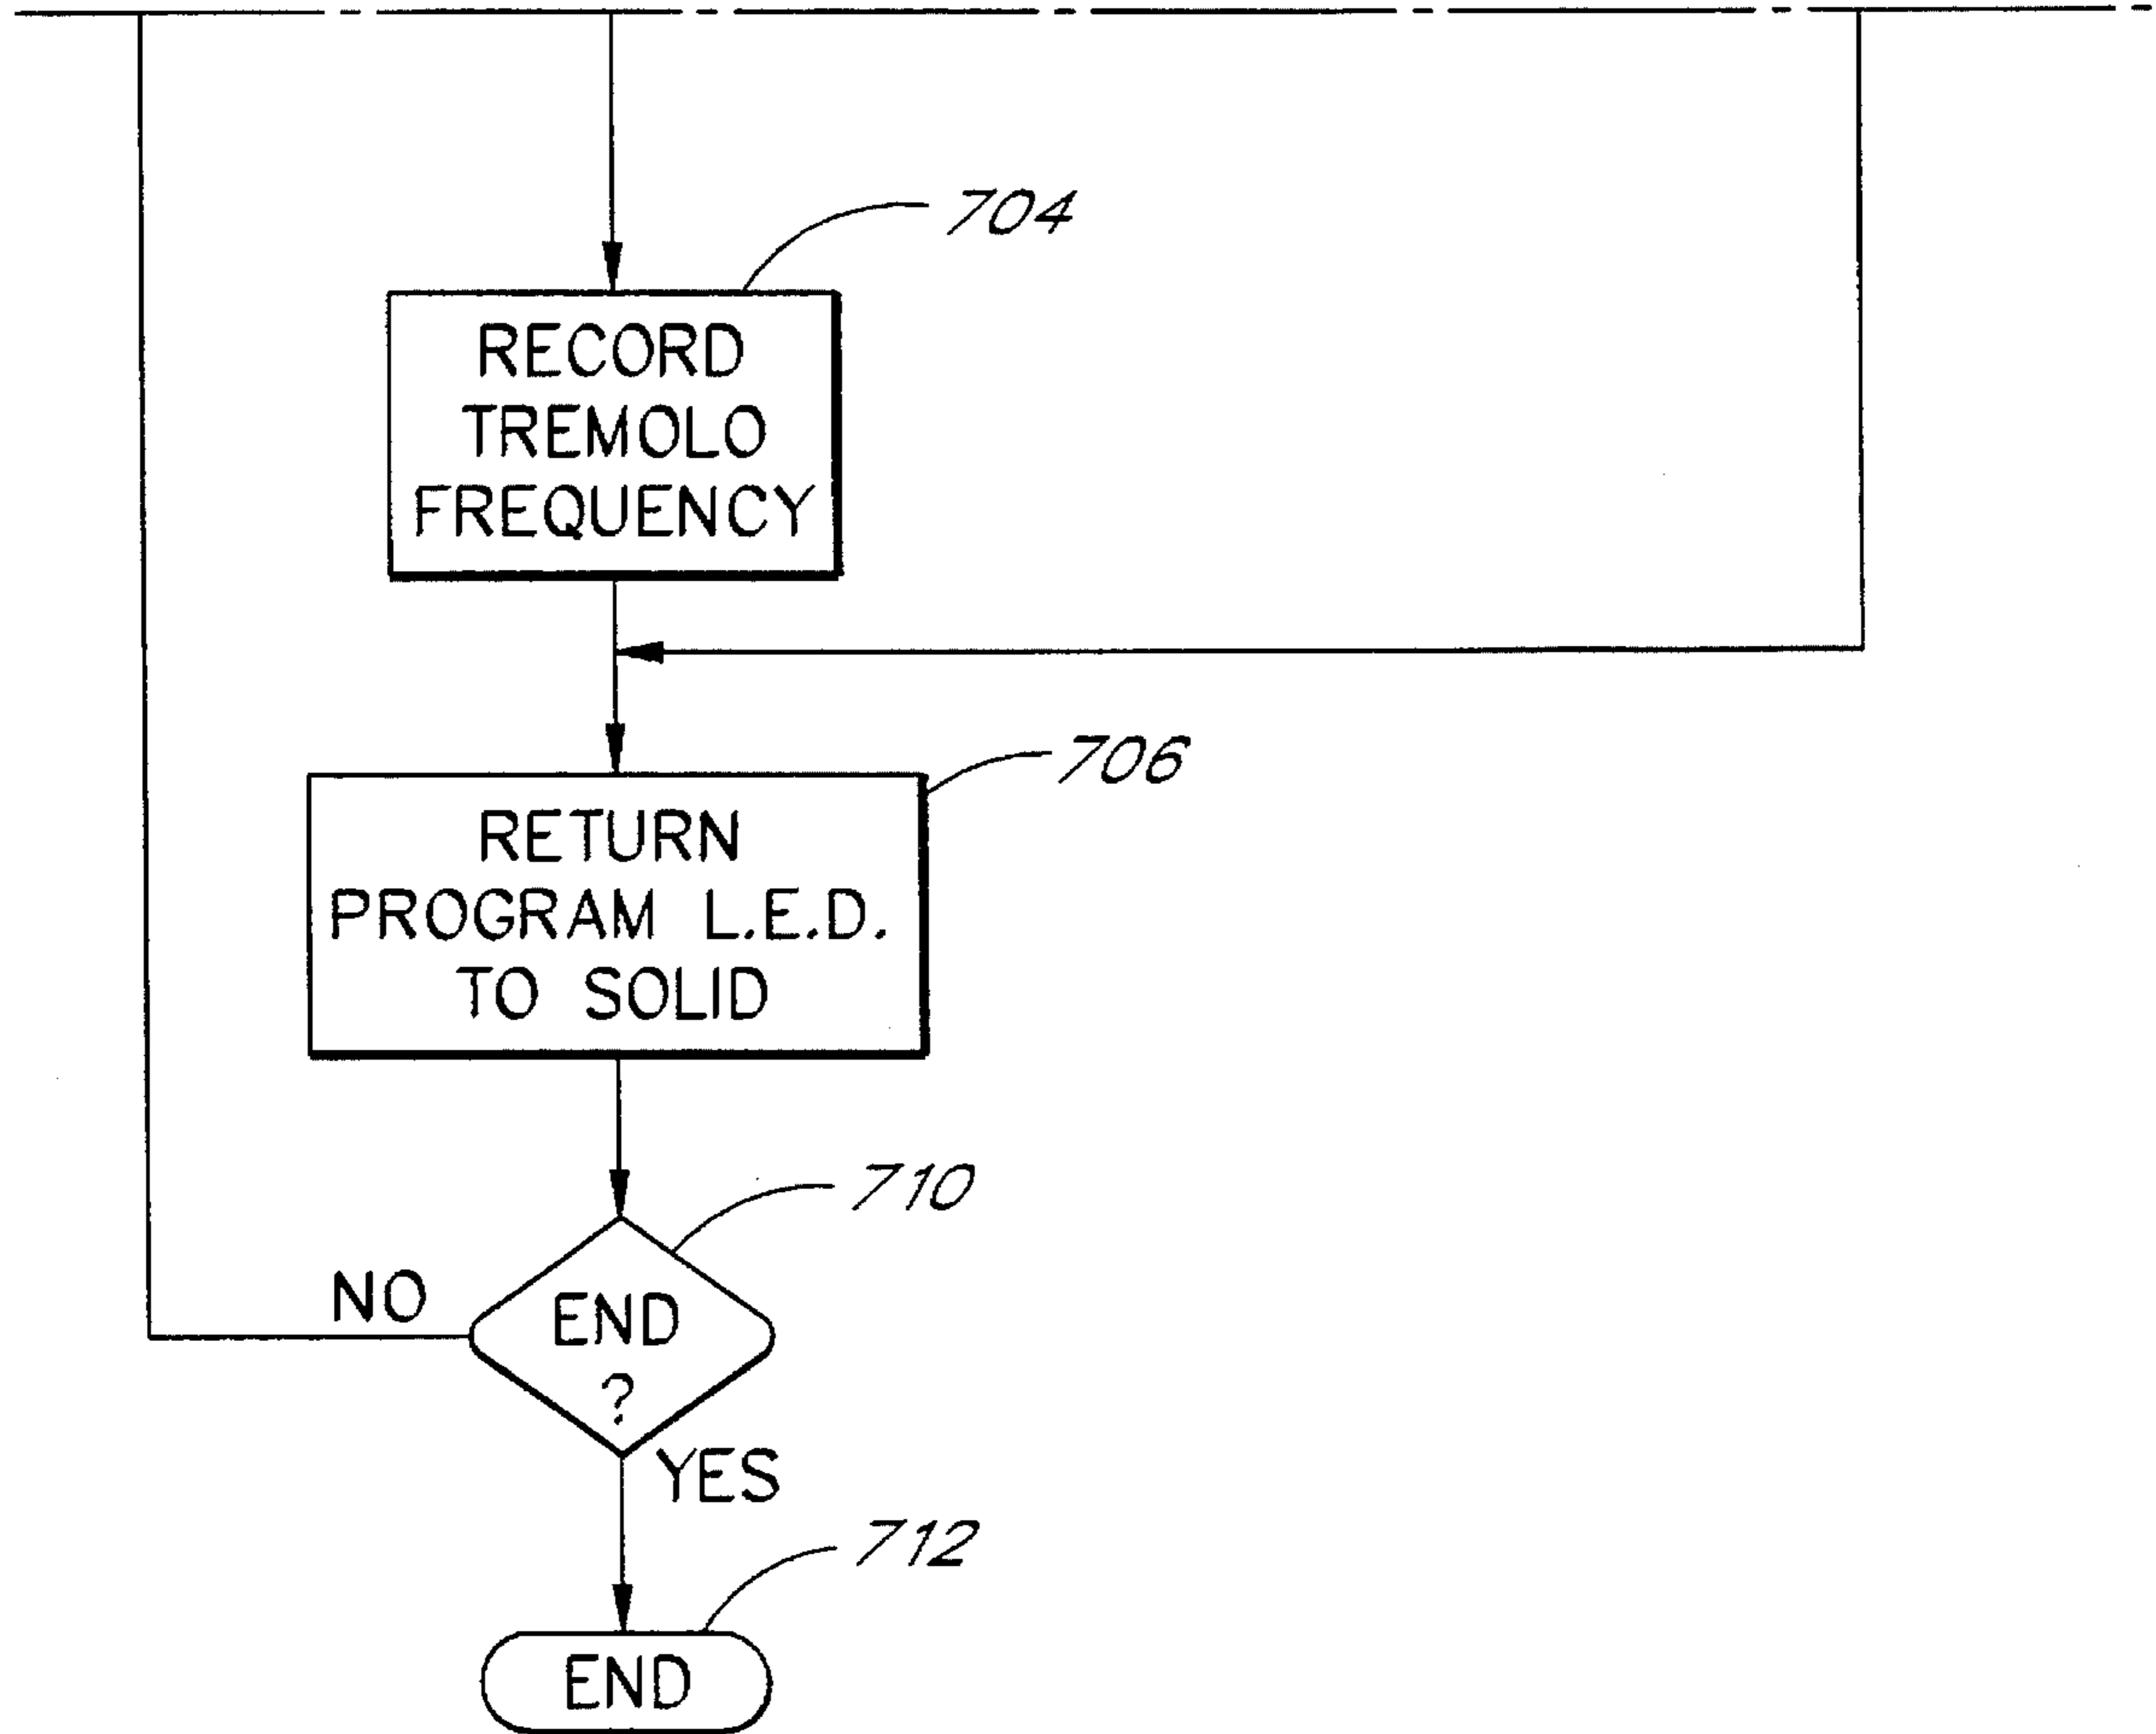 704
RECORD
TREMOLO
FREQUENCY
706
RETURN
PROGRAM L.E.D.
TO SOLID
710
NO
END
?
YES
712
END